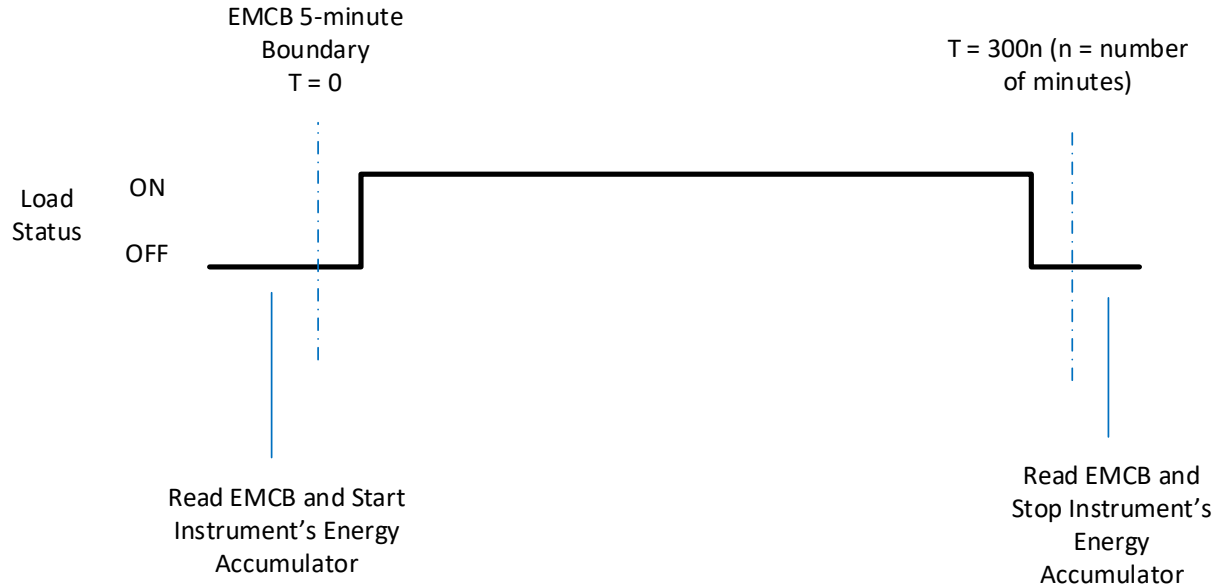 EMCB 5-minute
Boundary
T = 0
T = 300n (n = number
of minutes)
Load
Status
ON
OFF
Read EMCB and Start
Instrument’s Energy
Accumulator
Read EMCB and
Stop Instrument’s
Energy
Accumulator